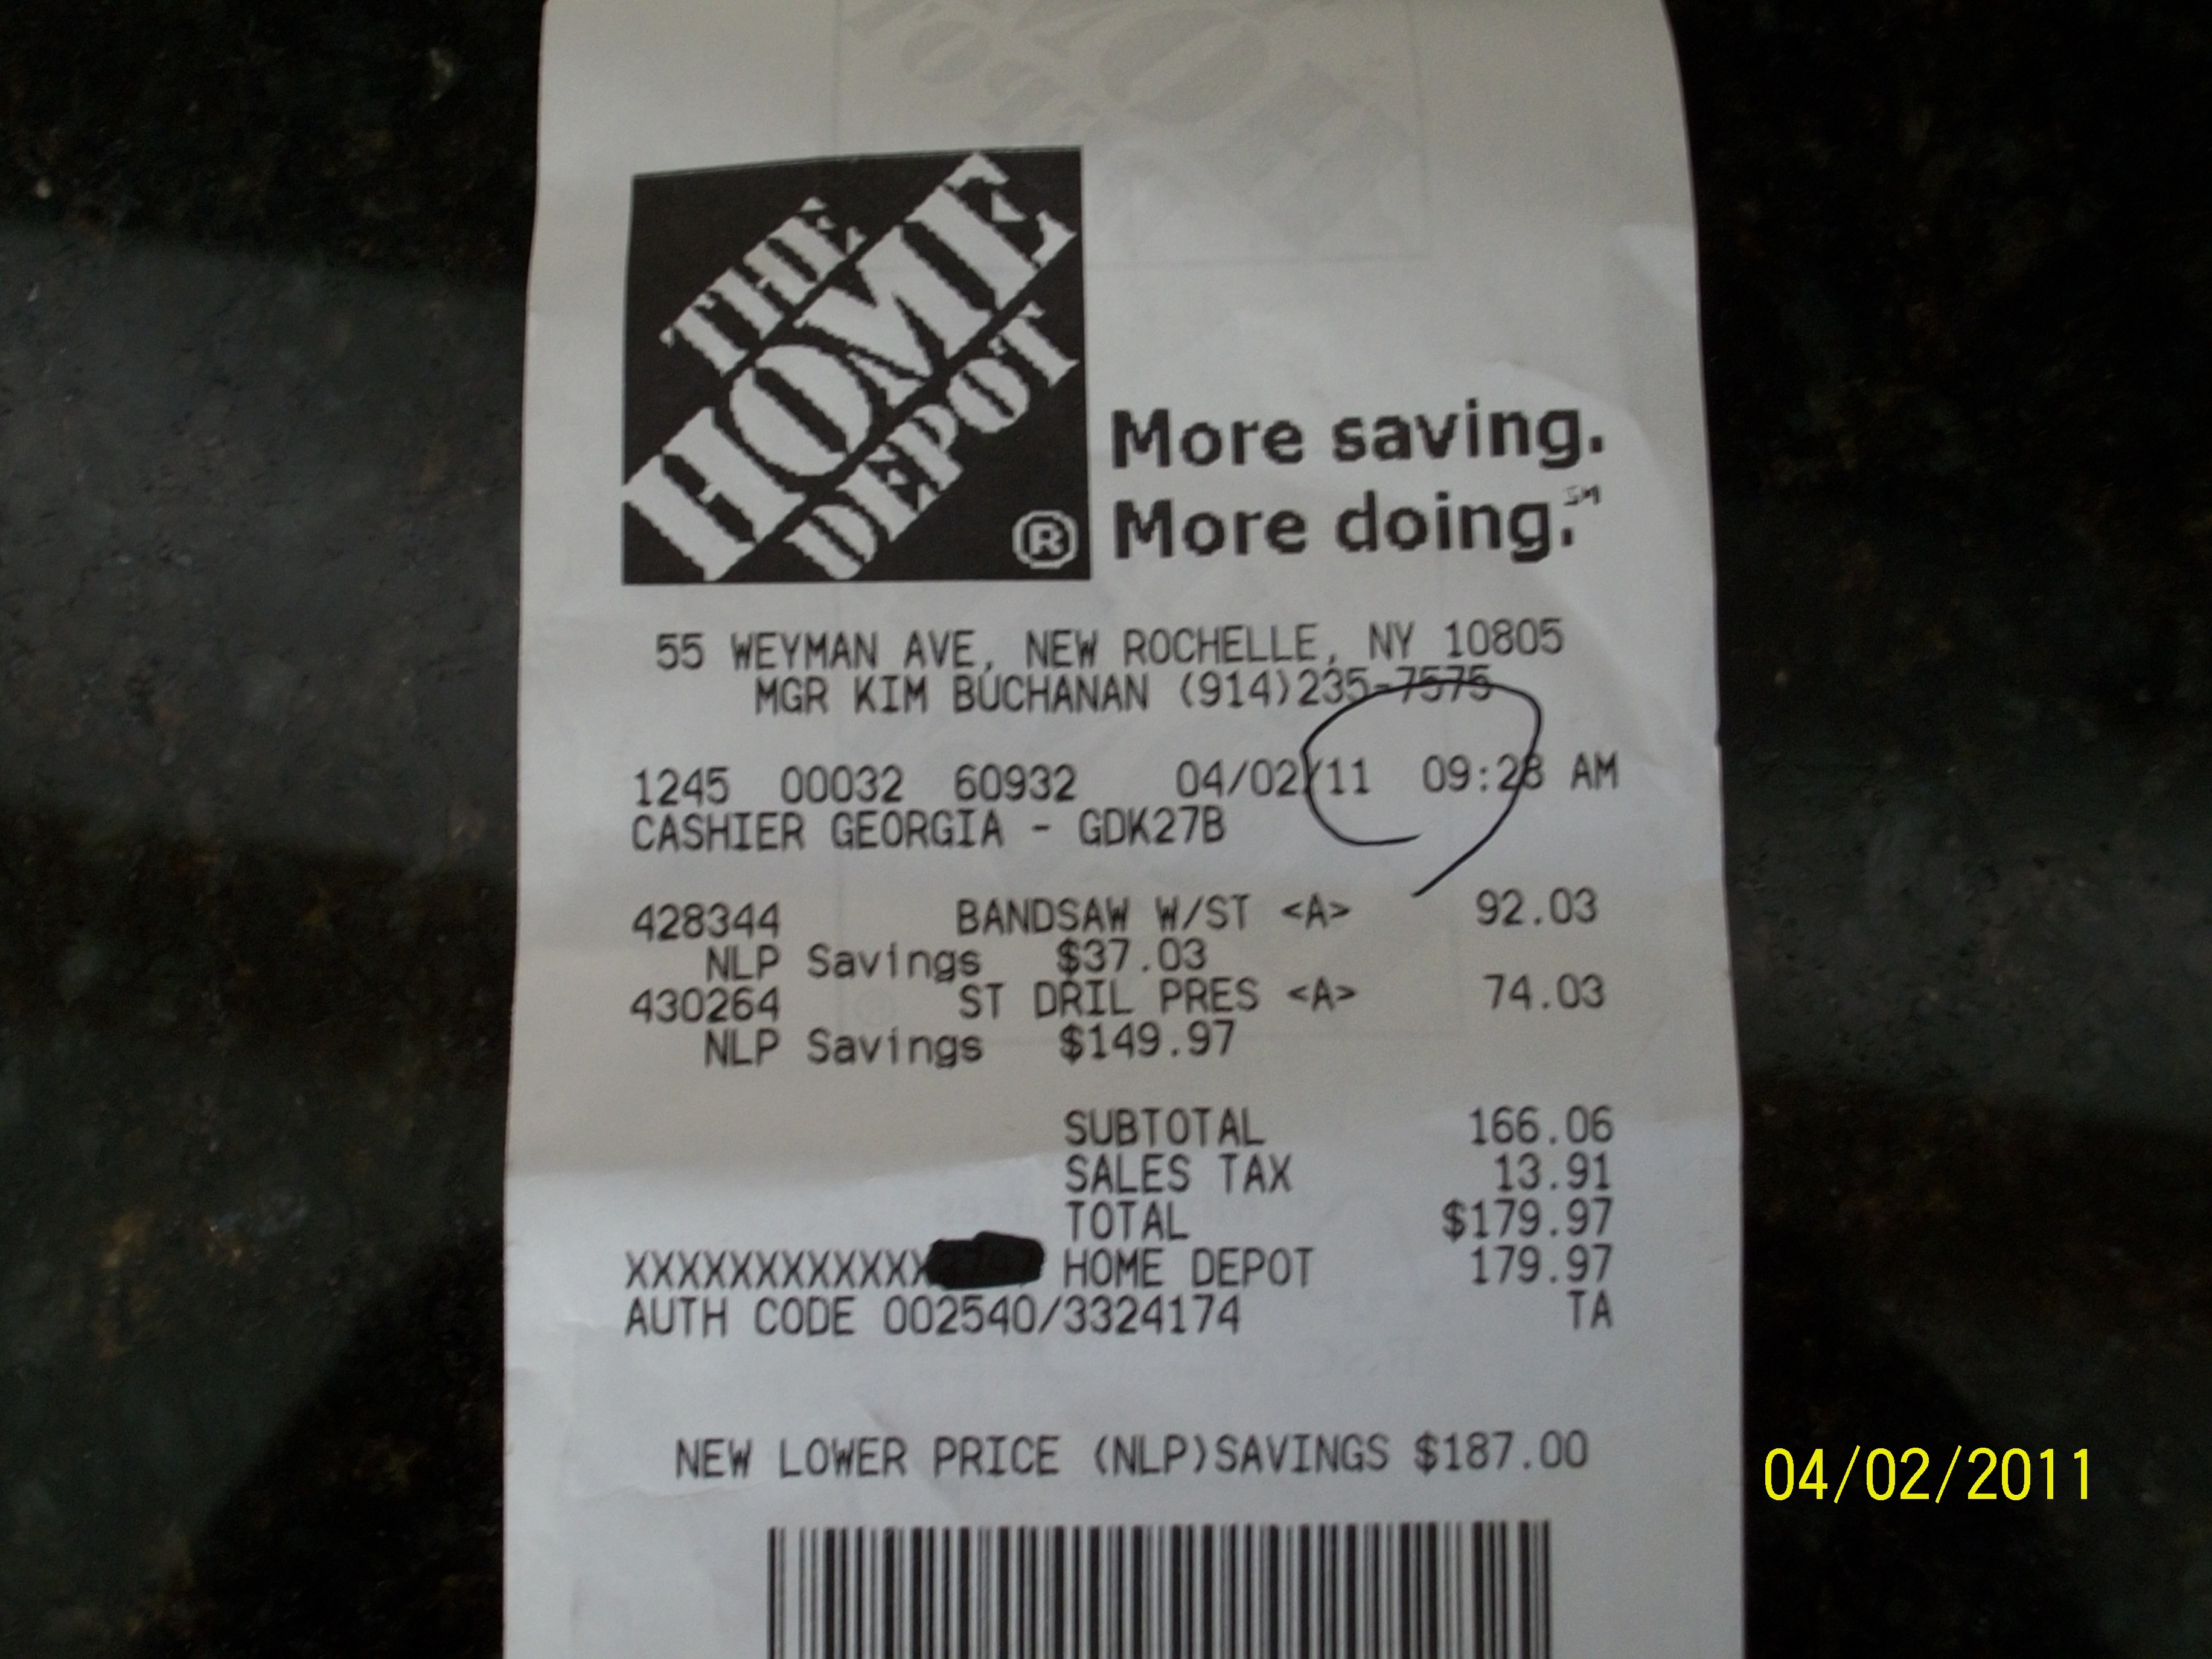 THE
HOME
DEPOT
®
More saving.
More doing.℠
55 WEYMAN AVE, NEW ROCHELLE, NY 10805
MGR KIM BUCHANAN (914)235-7575
1245 00032 60932 04/02/11 09:28 AM
CASHIER GEORGIA - GDK27B
428344 BANDSAW W/ST <A> 92.03
NLP Savings $37.03
430264 ST DRIL PRES <A> 74.03
NLP Savings $149.97
SUBTOTAL 166.06
SALES TAX 13.91
TOTAL $179.97
XXXXXXXXXXXX HOME DEPOT 179.97
AUTH CODE 002540/3324174 TA
NEW LOWER PRICE (NLP)SAVINGS $187.00
04/02/2011